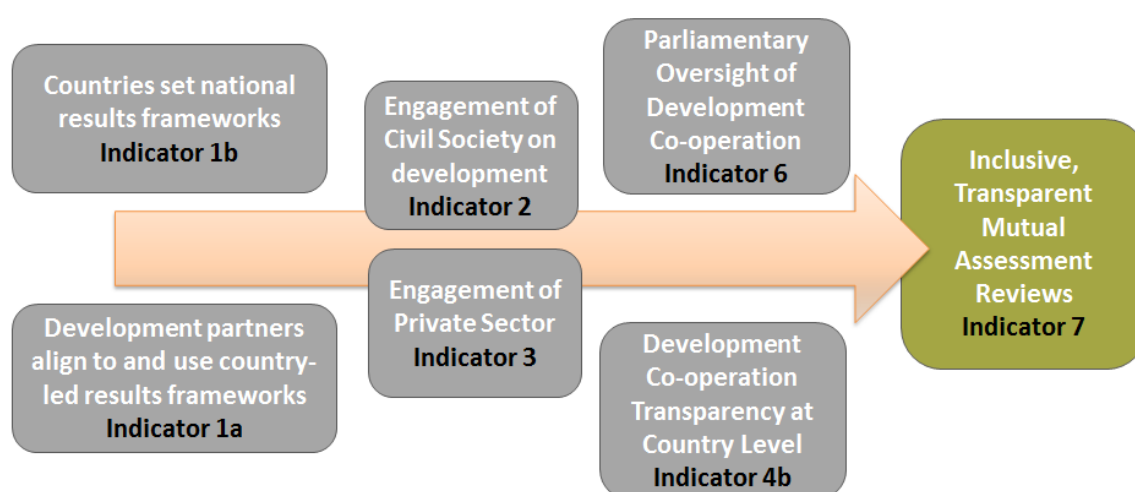 Countries set national
results frameworks
Indicator 1b
Development partners
align to and use country-
led results frameworks
Indicator 1a
Engagement of
Civil Society on
development
Indicator 2
Engagement of
Private Sector
Indicator 3
Parliamentary
Oversight of
Development
Co-operation
Indicator 6
Development
Co-operation
Transparency at
Country Level
Indicator 4b
Inclusive,
Transparent
Mutual
Assessment
Reviews
Indicator 7